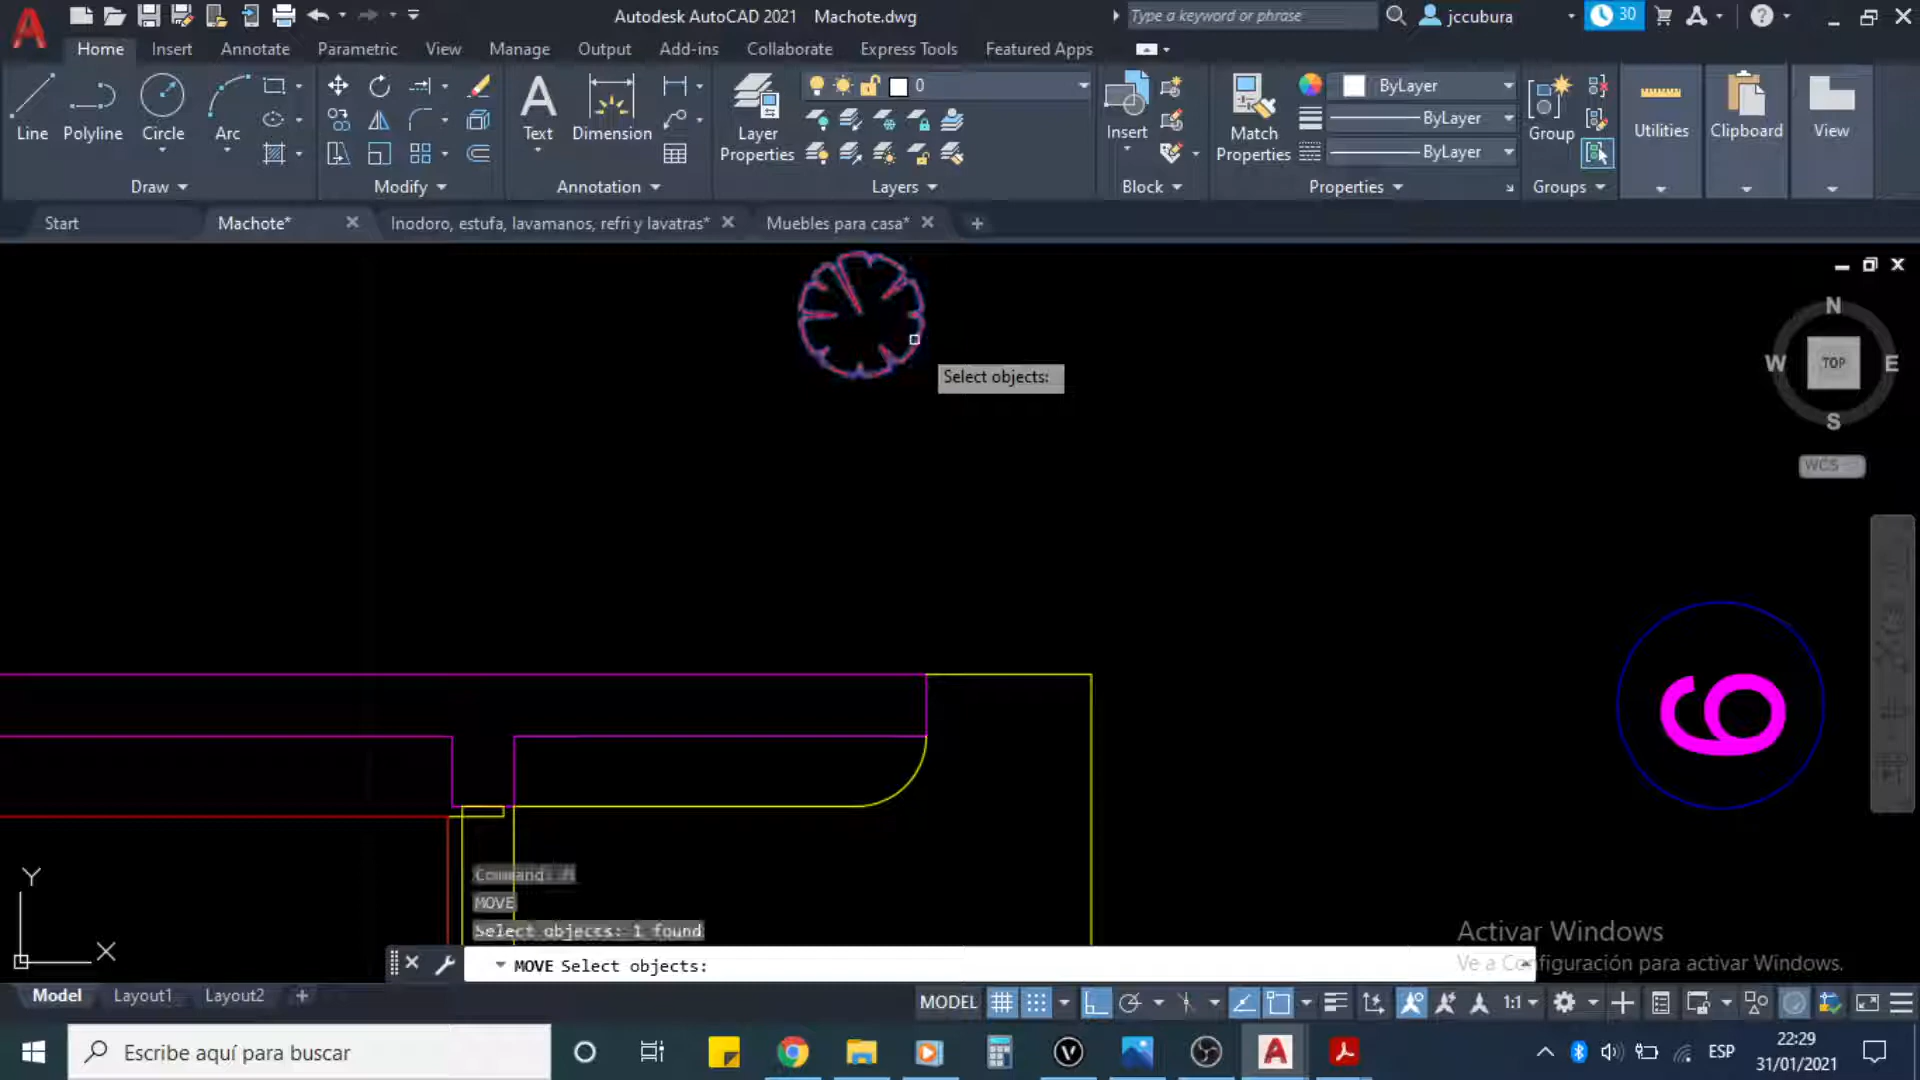 Autodesk AutoCAD 2021 Machote.dwg
Type a keyword or phrase
jccubura
30
Home Insert Annotate Parametric View Manage Output Add-ins Collaborate Express Tools Featured Apps
Line Polyline Circle Arc
Text Dimension
Layer Properties
0
Insert
Match Properties
ByLayer
ByLayer
ByLayer
Group
Utilities Clipboard View
Draw Modify Annotation Layers Block Properties Groups
Start Machote* Inodoro, estufa, lavamanos, refri y lavatras* Muebles para casa* +
N
W TOP E
S
WCS
Select objects:
6
Y
X
Command: M
MOVE
Select objects: 1 found
MOVE Select objects:
Activar Windows
Ve a Configuración para activar Windows.
Model Layout1 Layout2 +
MODEL 1:1
Escribe aquí para buscar
ESP
22:29
31/01/2021